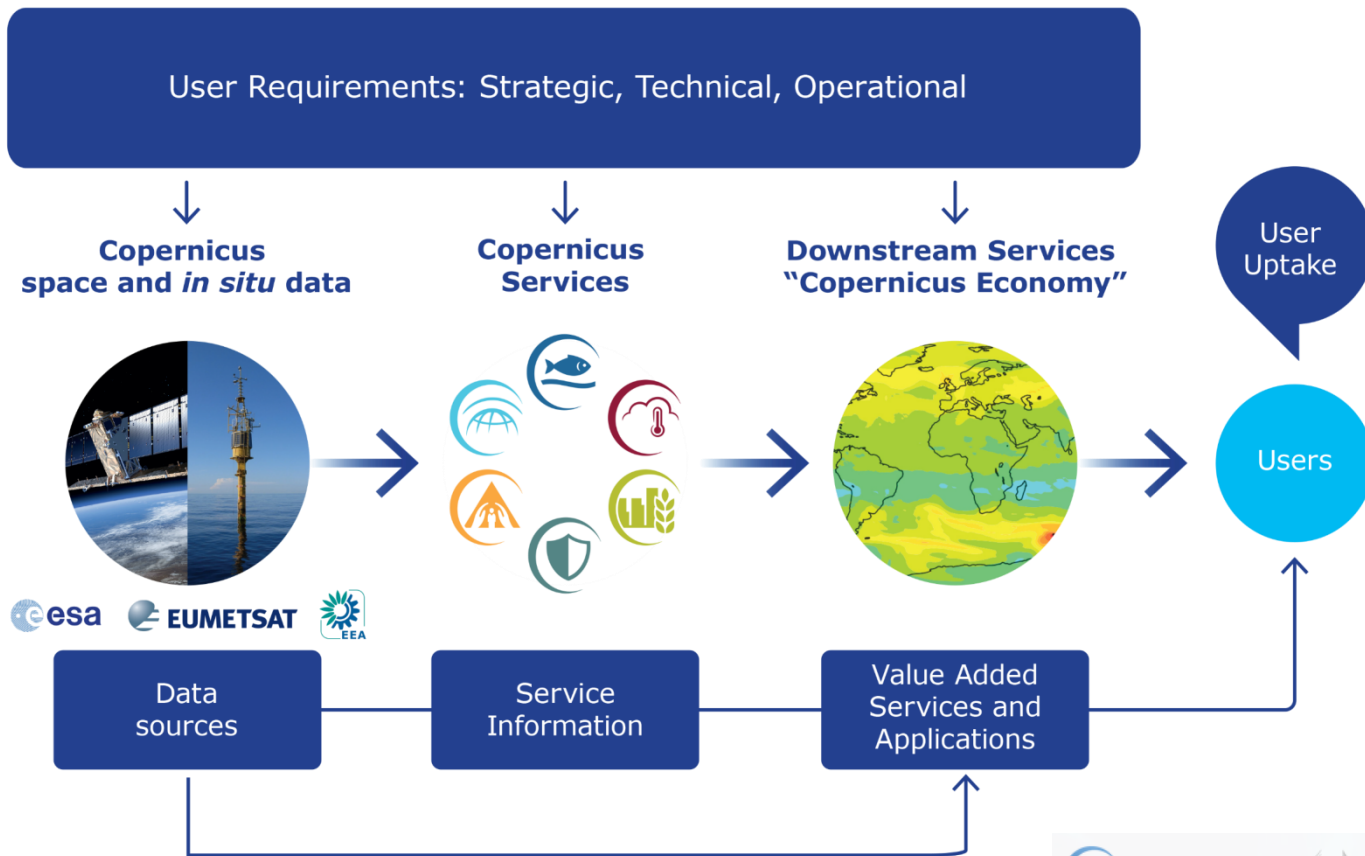 User Requirements: Strategic, Technical, Operational
Copernicus
space and in situ data
Copernicus
Services
Downstream Services
“Copernicus Economy”
User
Uptake
Users
esa
EUMETSAT
EEA
Data
sources
Service
Information
Value Added
Services and
Applications